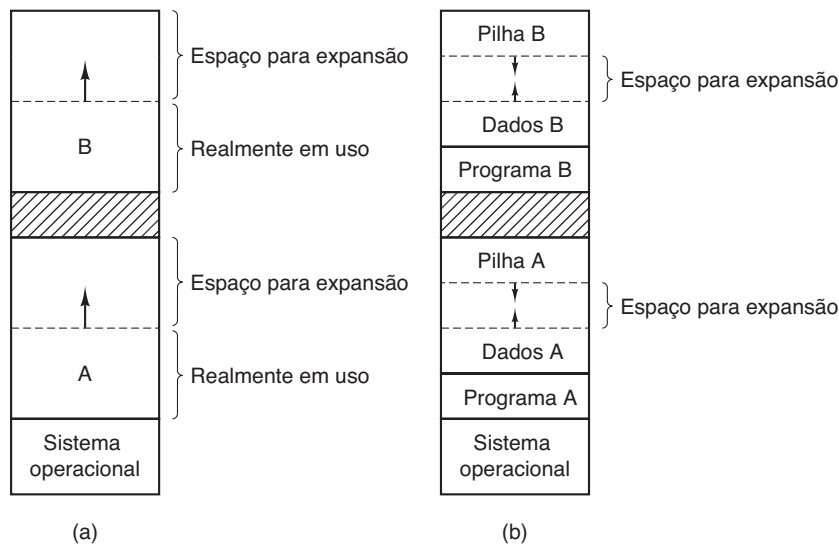 Espaço para expansão
B
Realmente em uso
Espaço para expansão
A
Realmente em uso
Sistema
operacional
(a)
Pilha B
Espaço para expansão
Dados B
Programa B
Pilha A
Espaço para expansão
Dados A
Programa A
Sistema
operacional
(b)